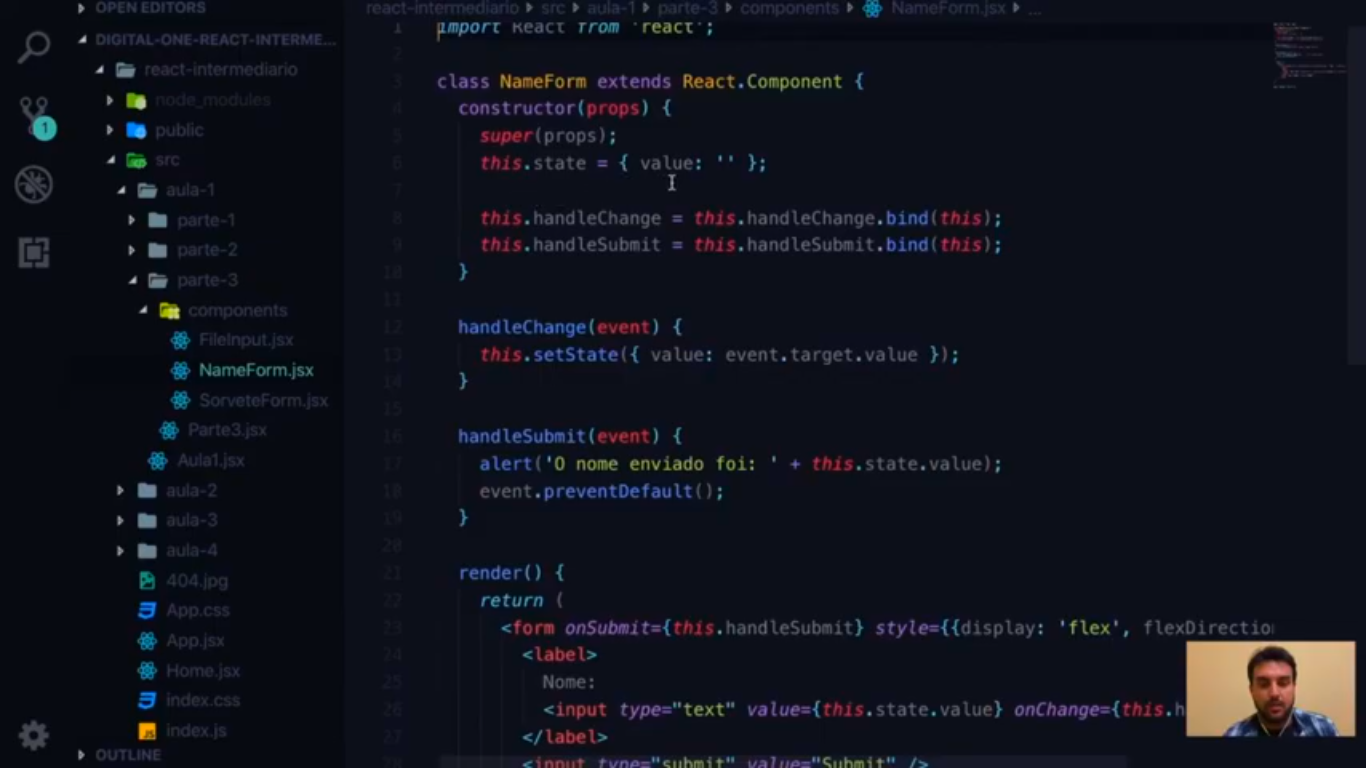 OPEN EDITORS
DIGITAL-ONE-REACT-INTERME...
react-intermediario
node_modules
public
src
aula-1
parte-1
parte-2
parte-3
components
FileInput.jsx
NameForm.jsx
SorveteForm.jsx
Parte3.jsx
Aula1.jsx
aula-2
aula-3
aula-4
404.jpg
App.css
App.jsx
Home.jsx
index.css
index.js
OUTLINE
1
react-intermediario src aula-1 parte-3 components NameForm.jsx ...
1 import React from 'react';
2
3 class NameForm extends React.Component {
4 constructor(props) {
5 super(props);
6 this.state = { value: '' };
7
8 this.handleChange = this.handleChange.bind(this);
9 this.handleSubmit = this.handleSubmit.bind(this);
10 }
11
12 handleChange(event) {
13 this.setState({ value: event.target.value });
14 }
15
16 handleSubmit(event) {
17 alert('O nome enviado foi: ' + this.state.value);
18 event.preventDefault();
19 }
20
21 render() {
22 return (
23 <form onSubmit={this.handleSubmit} style={{display: 'flex', flexDirectio
24 <label>
25 Nome:
26 <input type="text" value={this.state.value} onChange={this.h
27 </label>
28 <input type="submit" value="Submit" />